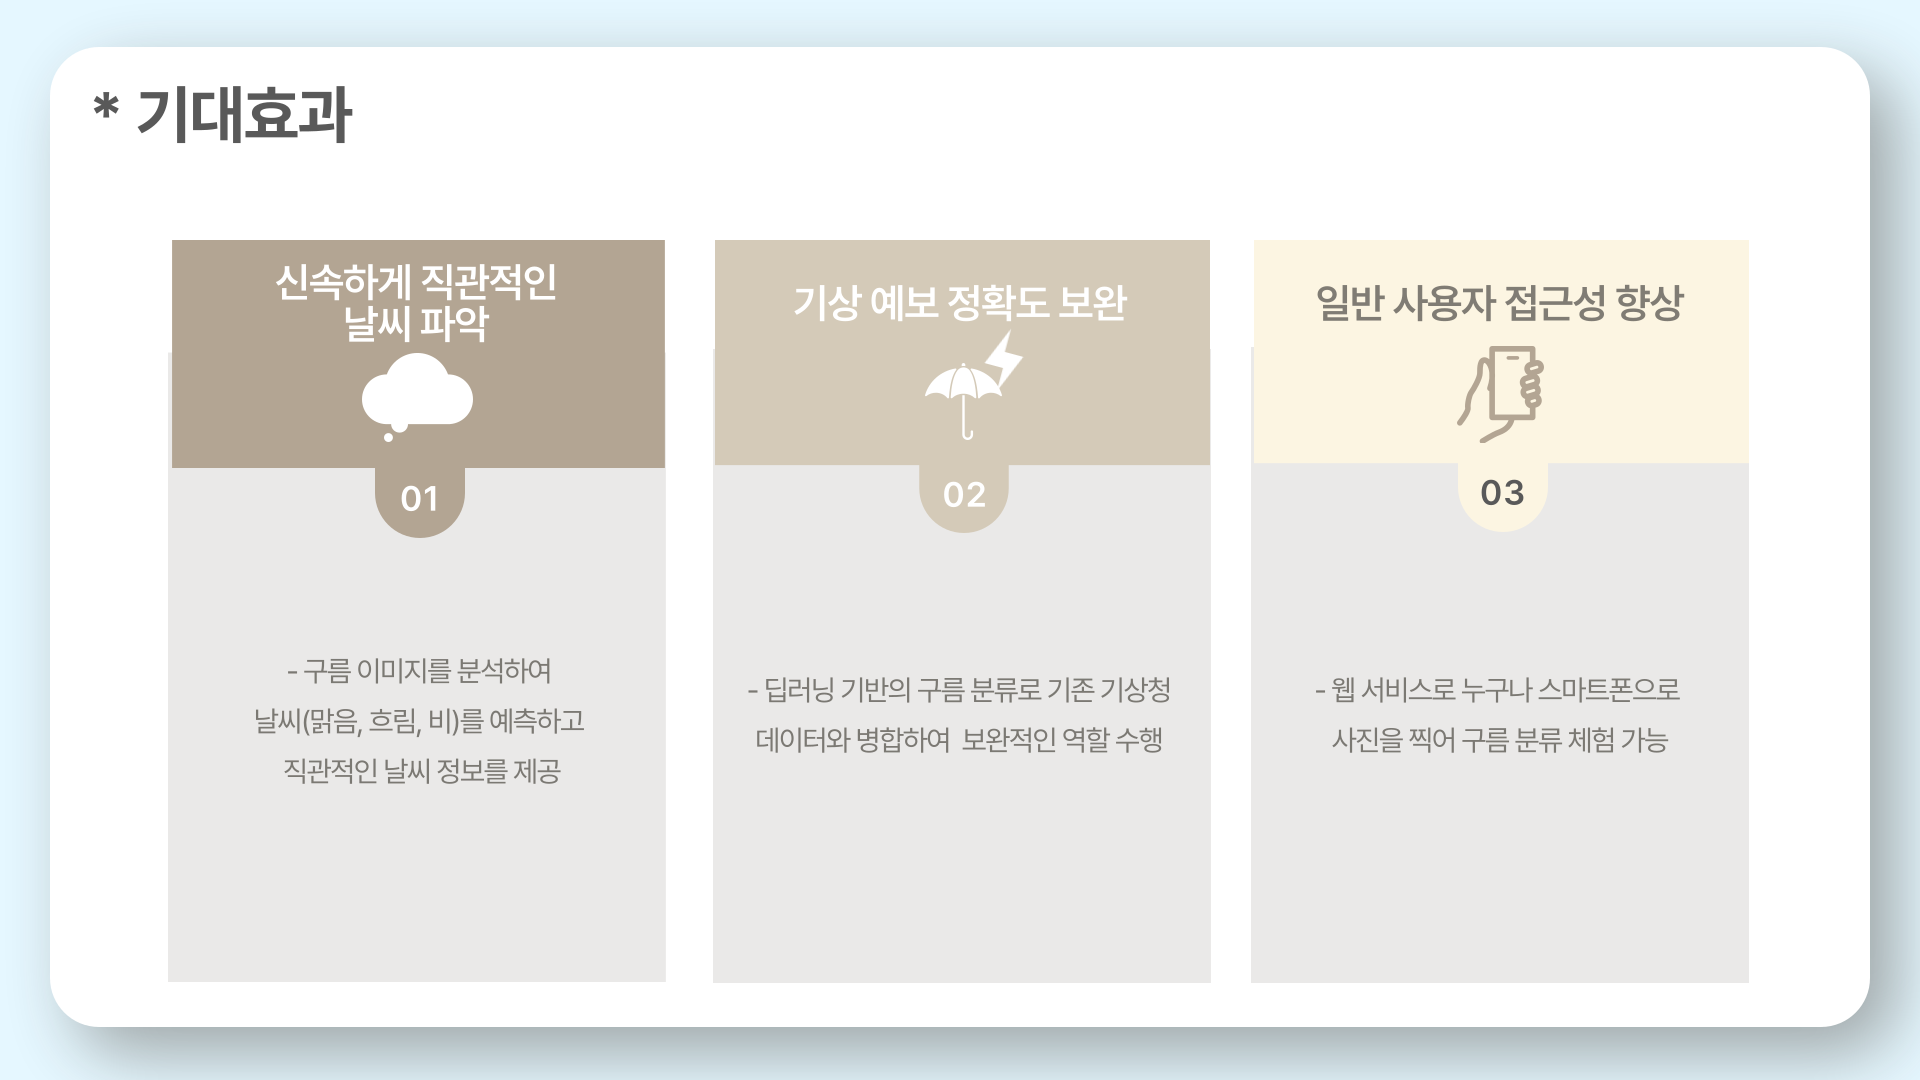 * 기대효과
신속하게 직관적인
날씨 파악
01
- 구름 이미지를 분석하여
날씨(맑음, 흐림, 비)를 예측하고
직관적인 날씨 정보를 제공
기상 예보 정확도 보완
02
- 딥러닝 기반의 구름 분류로 기존 기상청
데이터와 병합하여 보완적인 역할 수행
일반 사용자 접근성 향상
03
- 웹 서비스로 누구나 스마트폰으로
사진을 찍어 구름 분류 체험 가능